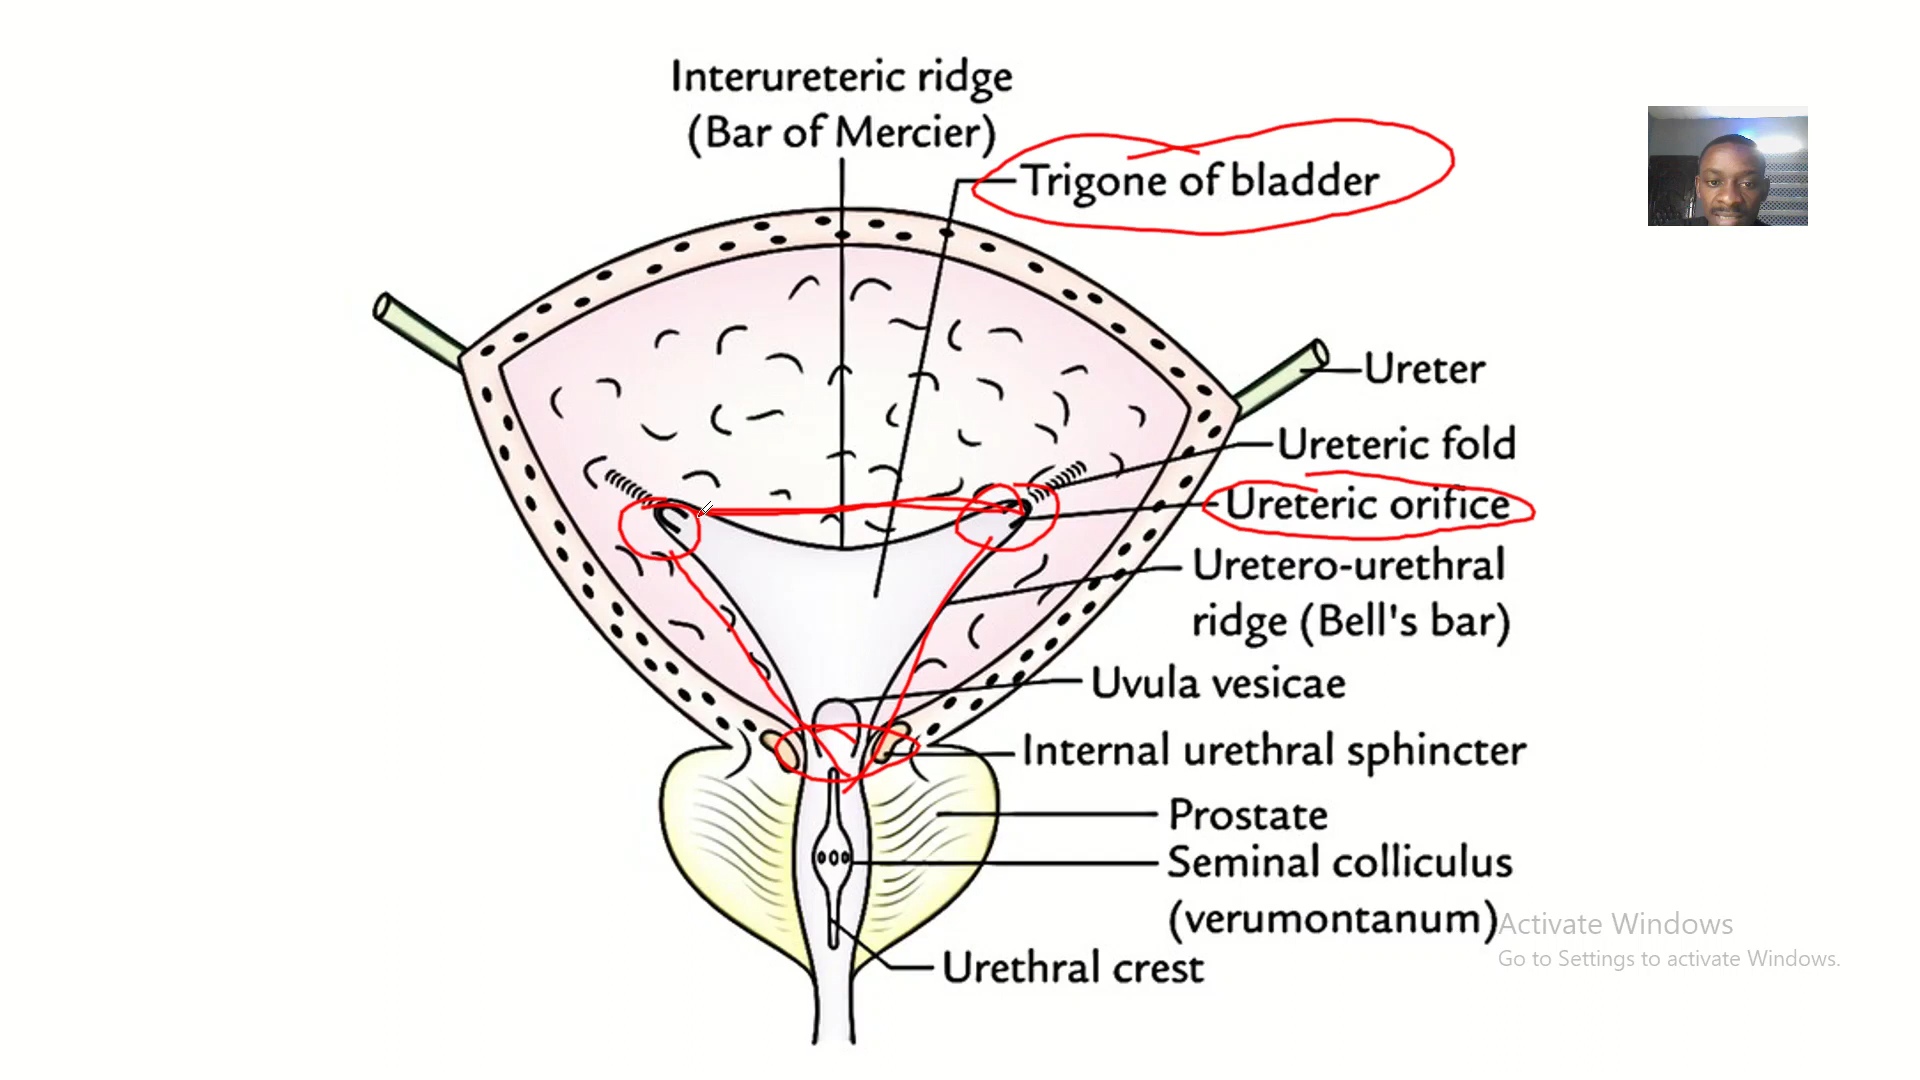 Interureteric ridge
(Bar of Mercier)
Trigone of bladder
Ureter
Ureteric fold
Ureteric orifice
Uretero-urethral
ridge (Bell's bar)
Uvula vesicae
Internal urethral sphincter
Prostate
Seminal colliculus
(verumontanum)
Urethral crest
Activate Windows
Go to Settings to activate Windows.